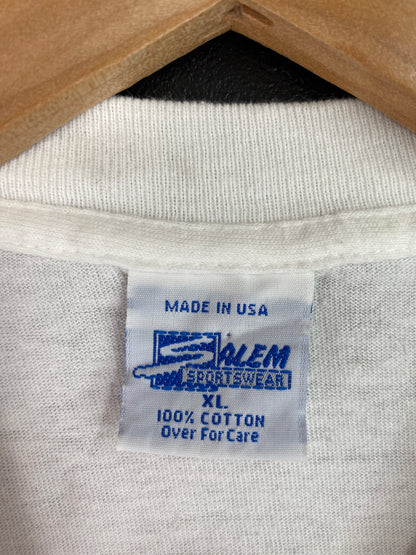 MADE IN USA
SALEM
SPORTSWEAR
XL
100% COTTON
Over For Care